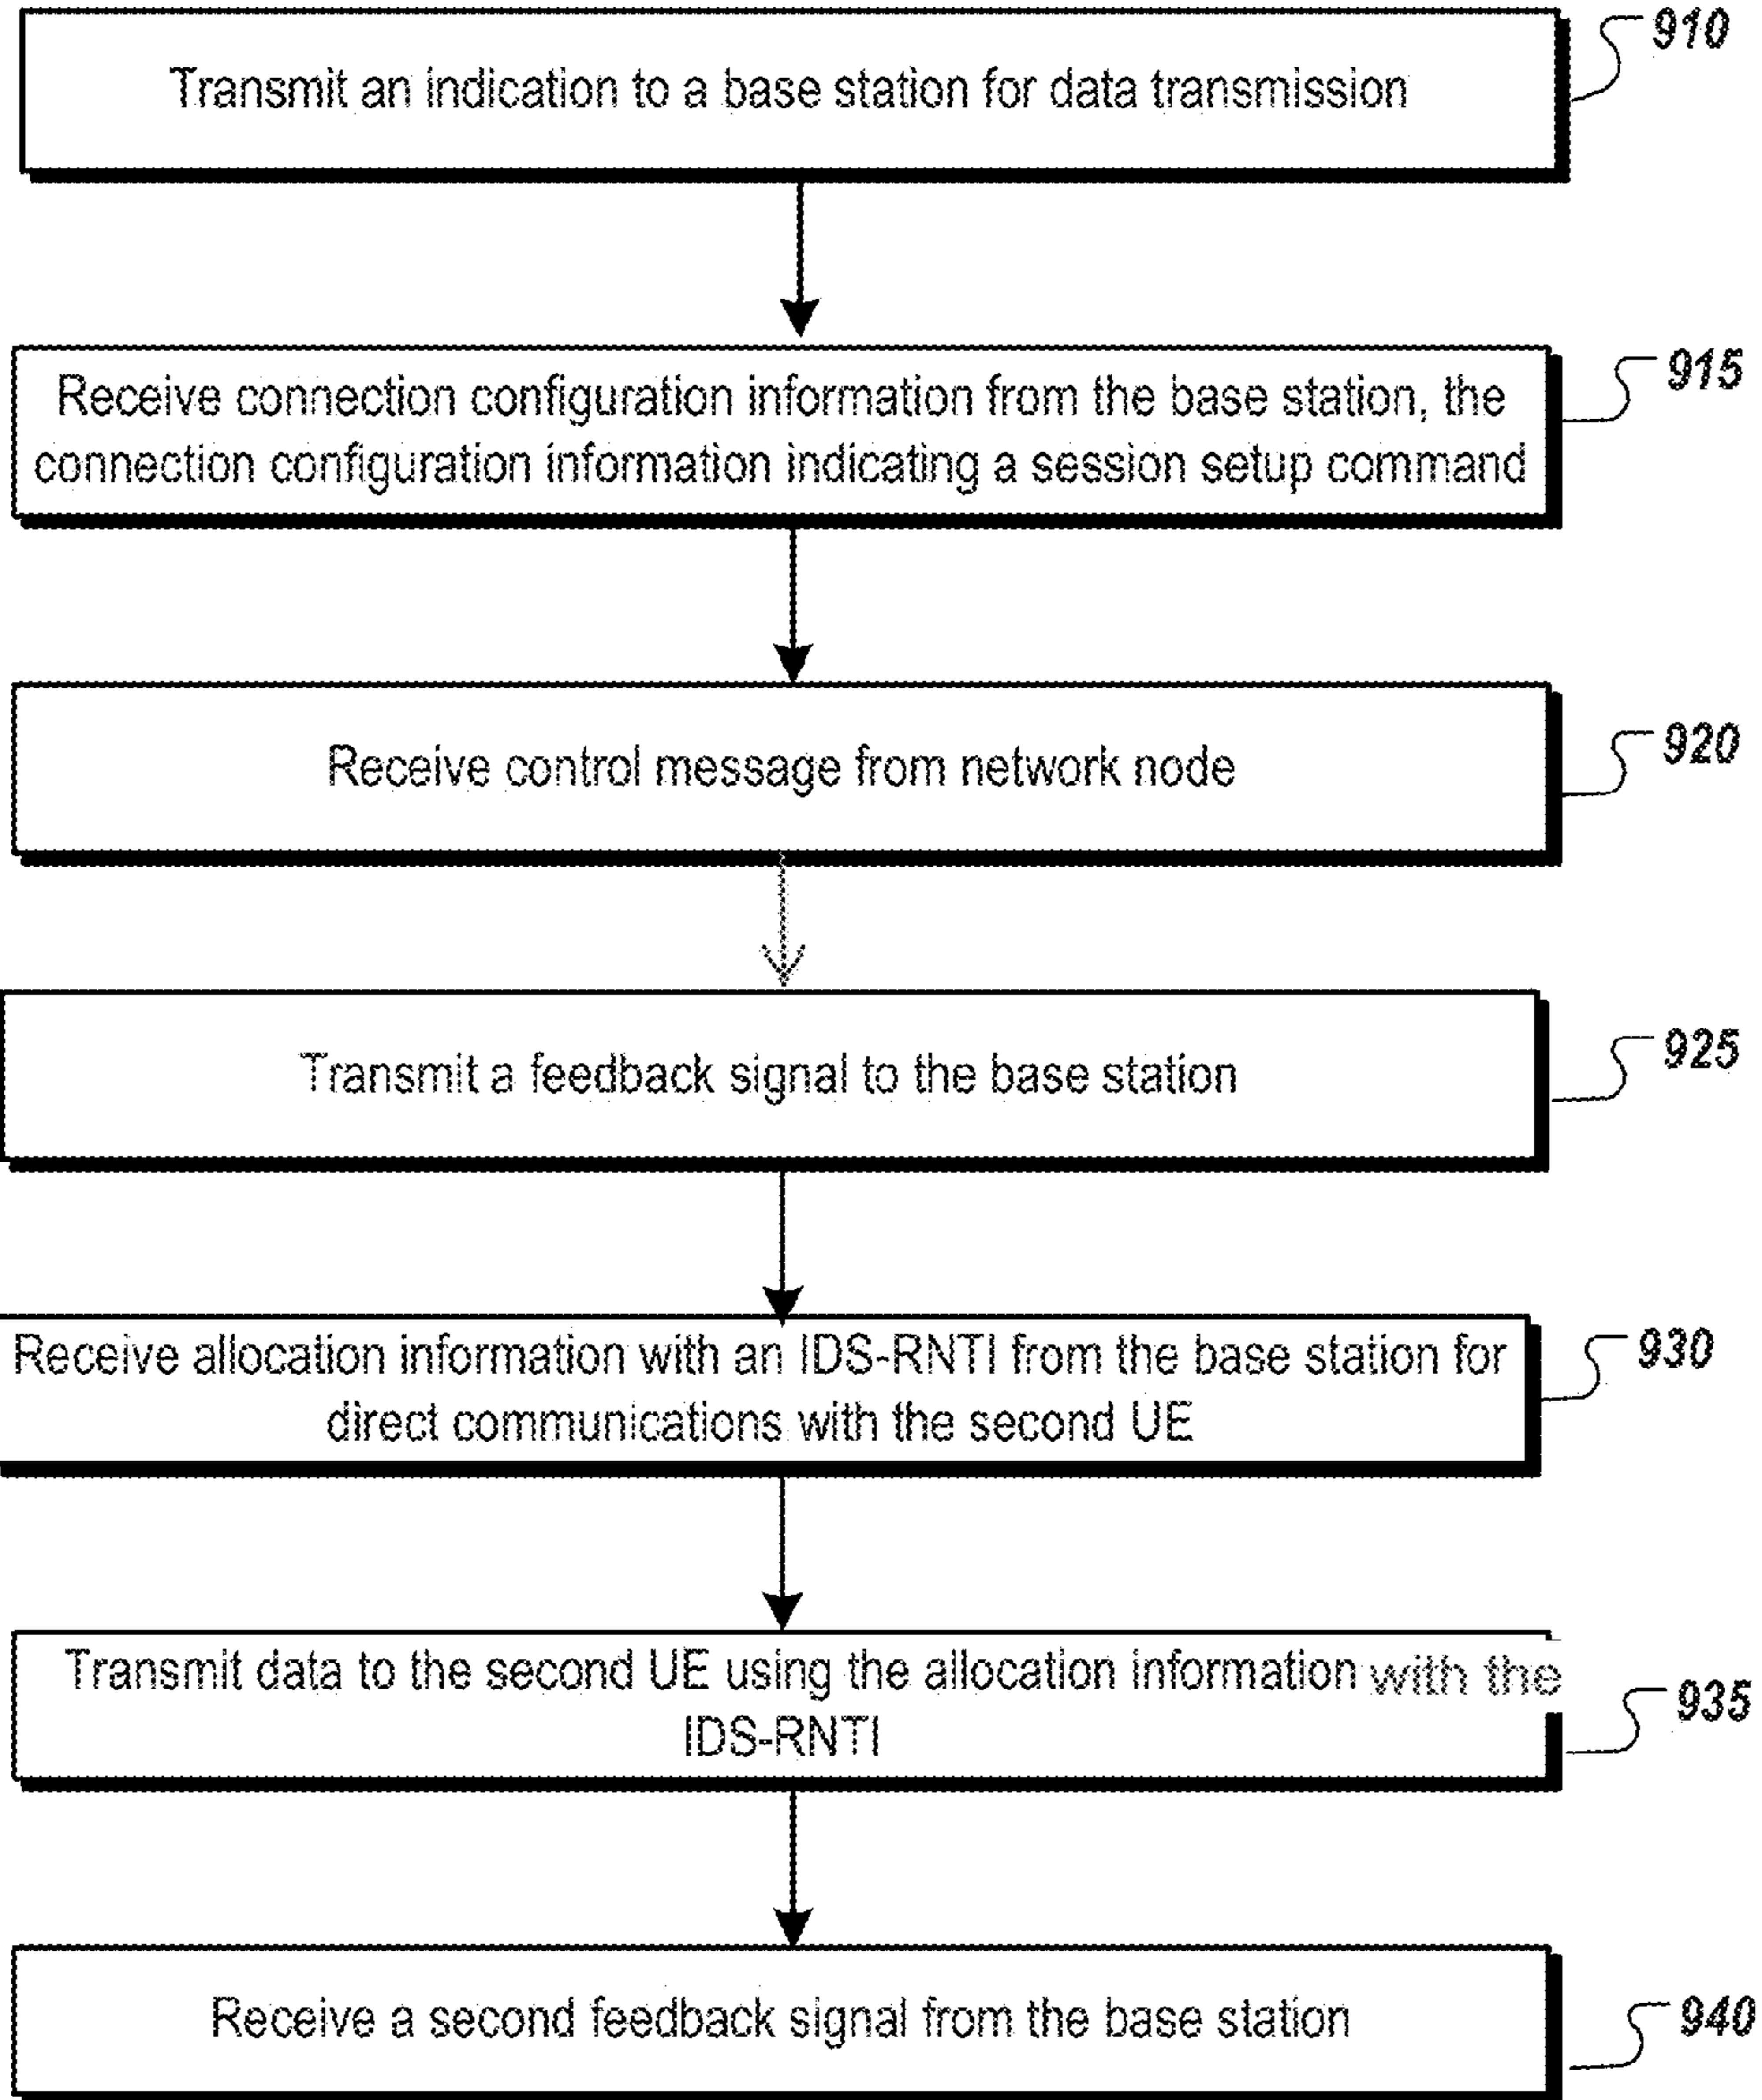 910
Transmit an indication to a base station for data transmission
915
Receive connection configuration information from the base station, the
connection configuration information indicating a session setup command
920
Receive control message from network node
925
Transmit a feedback signal to the base station
930
Receive allocation information with an IDS-RNTI from the base station for
direct communications with the second UE
Transmit data to the second UE using the allocation information with the
935
IDS-RNTI
940
Receive a second feedback signal from the base station